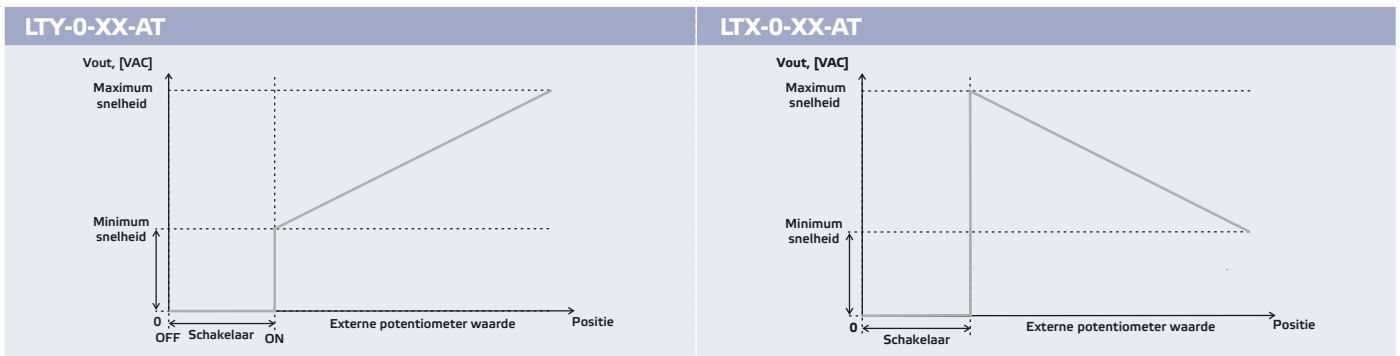 LTY-0-XX-AT
Vout, [VAC]
Maximum
snelheid
Minimum
snelheid
0
OFF
Schakelaar
ON
Externe potentiometer waarde
Positie
LTX-0-XX-AT
Vout, [VAC]
Maximum
snelheid
Minimum
snelheid
0
Schakelaar
Externe potentiometer waarde
Positie